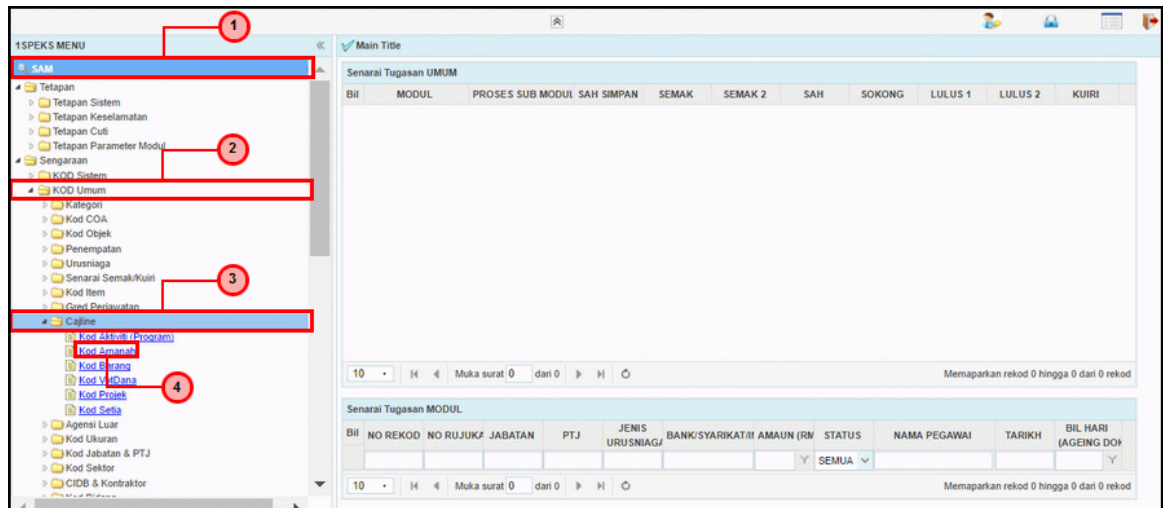 1
1SPEKS MENU
Main Title
SAM
Senarai Tugasan UMUM
Bil MODUL PROSES SUB MODUL SAH SIMPAN SEMAK SEMAK 2 SAH SOKONG LULUS 1 LULUS 2 KUIRI
Tetapan
Tetapan Sistem
Tetapan Keselamatan
Tetapan Cuti
Tetapan Parameter Modul
2
Sengaraan
KOD Sistem
KOD Umum
Kategori
Kod COA
Kod Objek
Penempatan
Urusniaga
Senarai Semak/Kuiri
3
Kod Item
Gred Perjawatan
Cajline
Kod Aktiviti (Program)
Kod Amanah
Kod Barang
Kod VotDana
4
Kod Projek
Kod Setia
Agensi Luar
Kod Ukuran
Kod Jabatan & PTJ
Kod Sektor
CIDB & Kontraktor
Kod Bidang
10 Muka surat 0 dari 0 Memaparkan rekod 0 hingga 0 dari 0 rekod
Senarai Tugasan MODUL
Bil NO REKOD NO RUJUKA JABATAN PTJ JENIS URUSNIAGA BANK/SYARIKAT/I AMAUN (RM STATUS NAMA PEGAWAI TARIKH BIL HARI (AGEING DOK
SEMUA
10 Muka surat 0 dari 0 Memaparkan rekod 0 hingga 0 dari 0 rekod